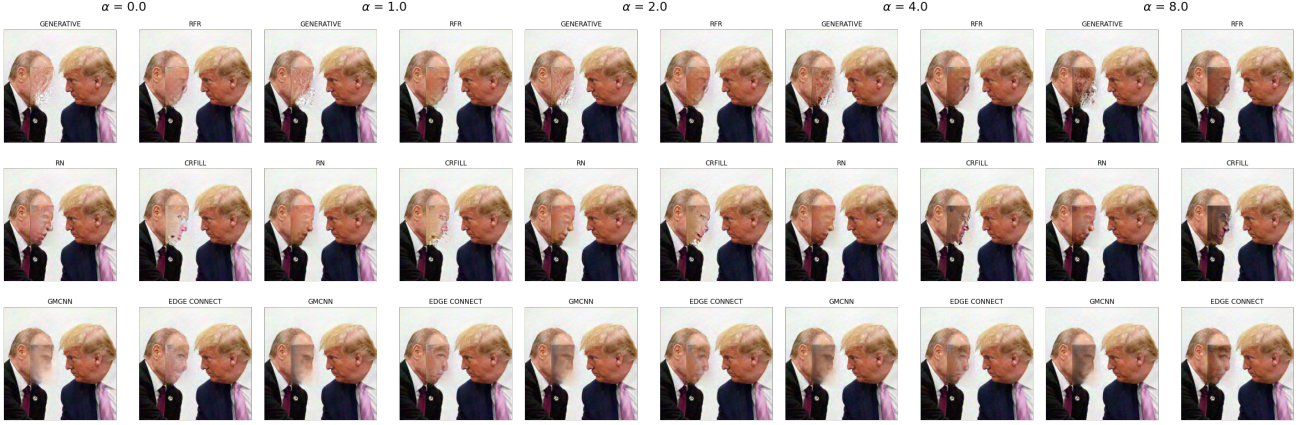 α = 0.0 α = 1.0 α = 2.0 α = 4.0 α = 8.0
GENERATIVE RFR GENERATIVE RFR GENERATIVE RFR GENERATIVE RFR GENERATIVE RFR
RN CRFILL RN CRFILL RN CRFILL RN CRFILL RN CRFILL
GMCNN EDGE CONNECT GMCNN EDGE CONNECT GMCNN EDGE CONNECT GMCNN EDGE CONNECT GMCNN EDGE CONNECT